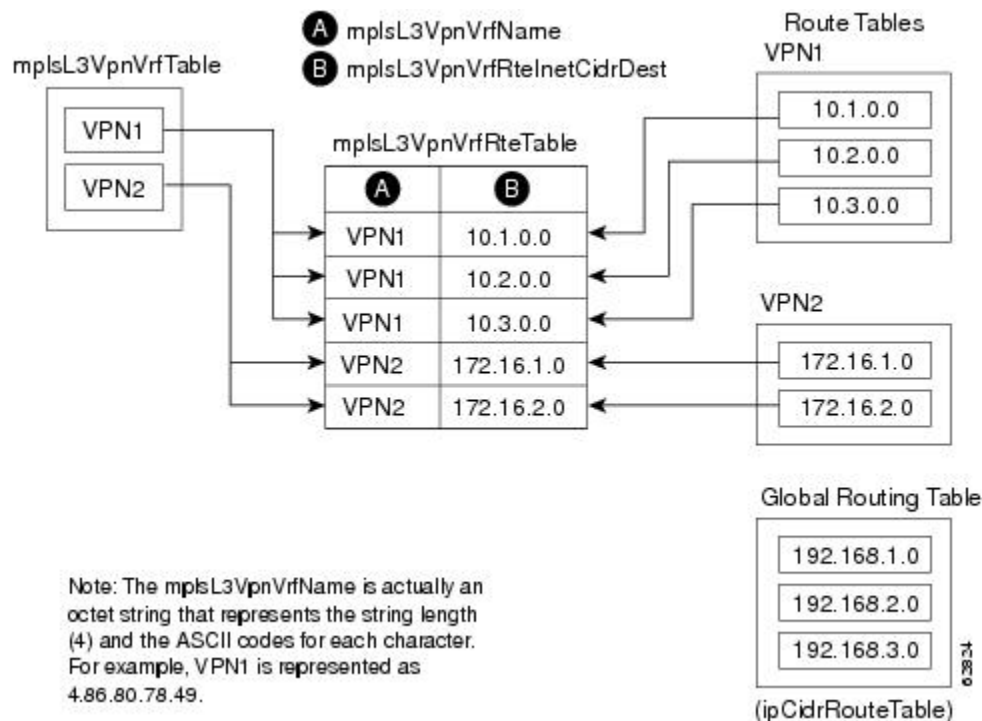 A mplsL3VpnVrfName
B mplsL3VpnVrfRteInetCidrDest
mplsL3VpnVrfTable
VPN1
VPN2
mplsL3VpnVrfRteTable
A B
VPN1 10.1.0.0
VPN1 10.2.0.0
VPN1 10.3.0.0
VPN2 172.16.1.0
VPN2 172.16.2.0
Route Tables
VPN1
10.1.0.0
10.2.0.0
10.3.0.0
VPN2
172.16.1.0
172.16.2.0
Global Routing Table
192.168.1.0
192.168.2.0
192.168.3.0
(ipCidrRouteTable)
63834
Note: The mplsL3VpnVrfName is actually an
octet string that represents the string length
(4) and the ASCII codes for each character.
For example, VPN1 is represented as
4.86.80.78.49.